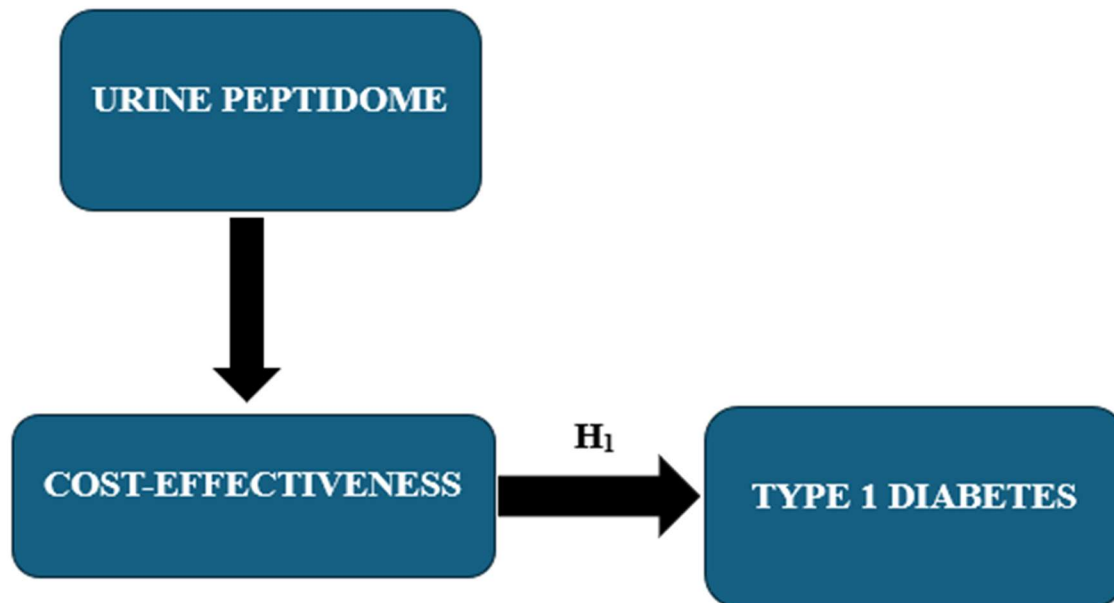 URINE PEPTIDOME
COST-EFFECTIVENESS
H₁
TYPE 1 DIABETES